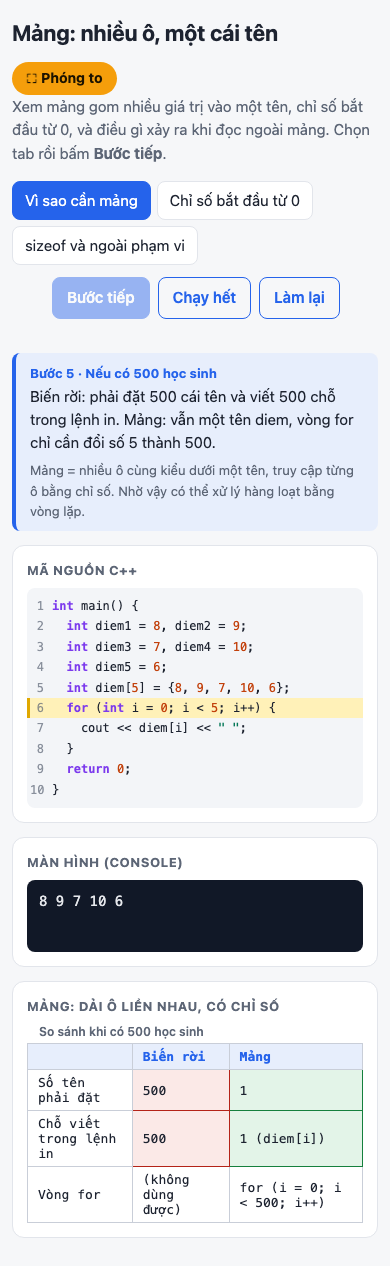 Mảng: nhiều ô, một cái tên
⛶ Phóng to
Xem mảng gom nhiều giá trị vào một tên, chỉ số bắt
đầu từ 0, và điều gì xảy ra khi đọc ngoài mảng. Chọn
tab rồi bấm Bước tiếp.
Vì sao cần mảng
Chỉ số bắt đầu từ 0
sizeof và ngoài phạm vi
Bước tiếp
Chạy hết
Làm lại
Bước 5 · Nếu có 500 học sinh
Biến rời: phải đặt 500 cái tên và viết 500 chỗ
trong lệnh in. Mảng: vẫn một tên diem, vòng for
chỉ cần đổi số 5 thành 500.
Mảng = nhiều ô cùng kiểu dưới một tên, truy cập từng
ô bằng chỉ số. Nhờ vậy có thể xử lý hàng loạt bằng
vòng lặp.
MÃ NGUỒN C++
1 int main() {
2   int diem1 = 8, diem2 = 9;
3   int diem3 = 7, diem4 = 10;
4   int diem5 = 6;
5   int diem[5] = {8, 9, 7, 10, 6};
6   for (int i = 0; i < 5; i++) {
7     cout << diem[i] << " ";
8   }
9   return 0;
10 }
MÀN HÌNH (CONSOLE)
8 9 7 10 6
MẢNG: DẢI Ô LIỀN NHAU, CÓ CHỈ SỐ
So sánh khi có 500 học sinh
Biến rời
Mảng
Số tên
phải đặt
500
1
Chỗ viết
trong lệnh
in
500
1 (diem[i])
Vòng for
(không
dùng
được)
for (i = 0; i
< 500; i++)